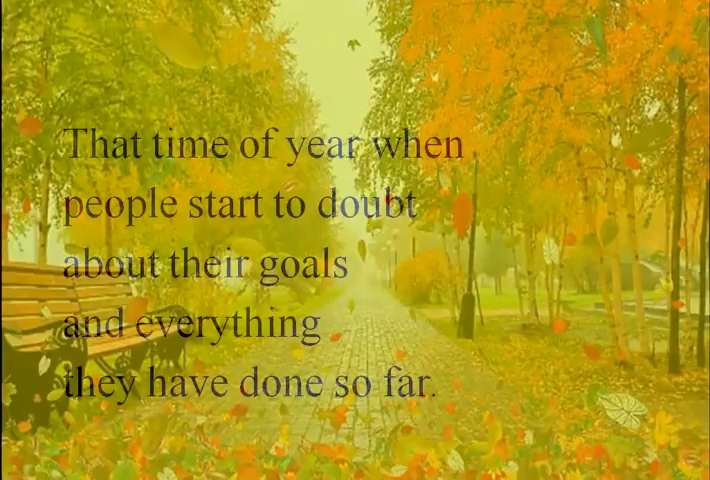 That time of year when
people start to doubt
about their goals
and everything
they have done so far.